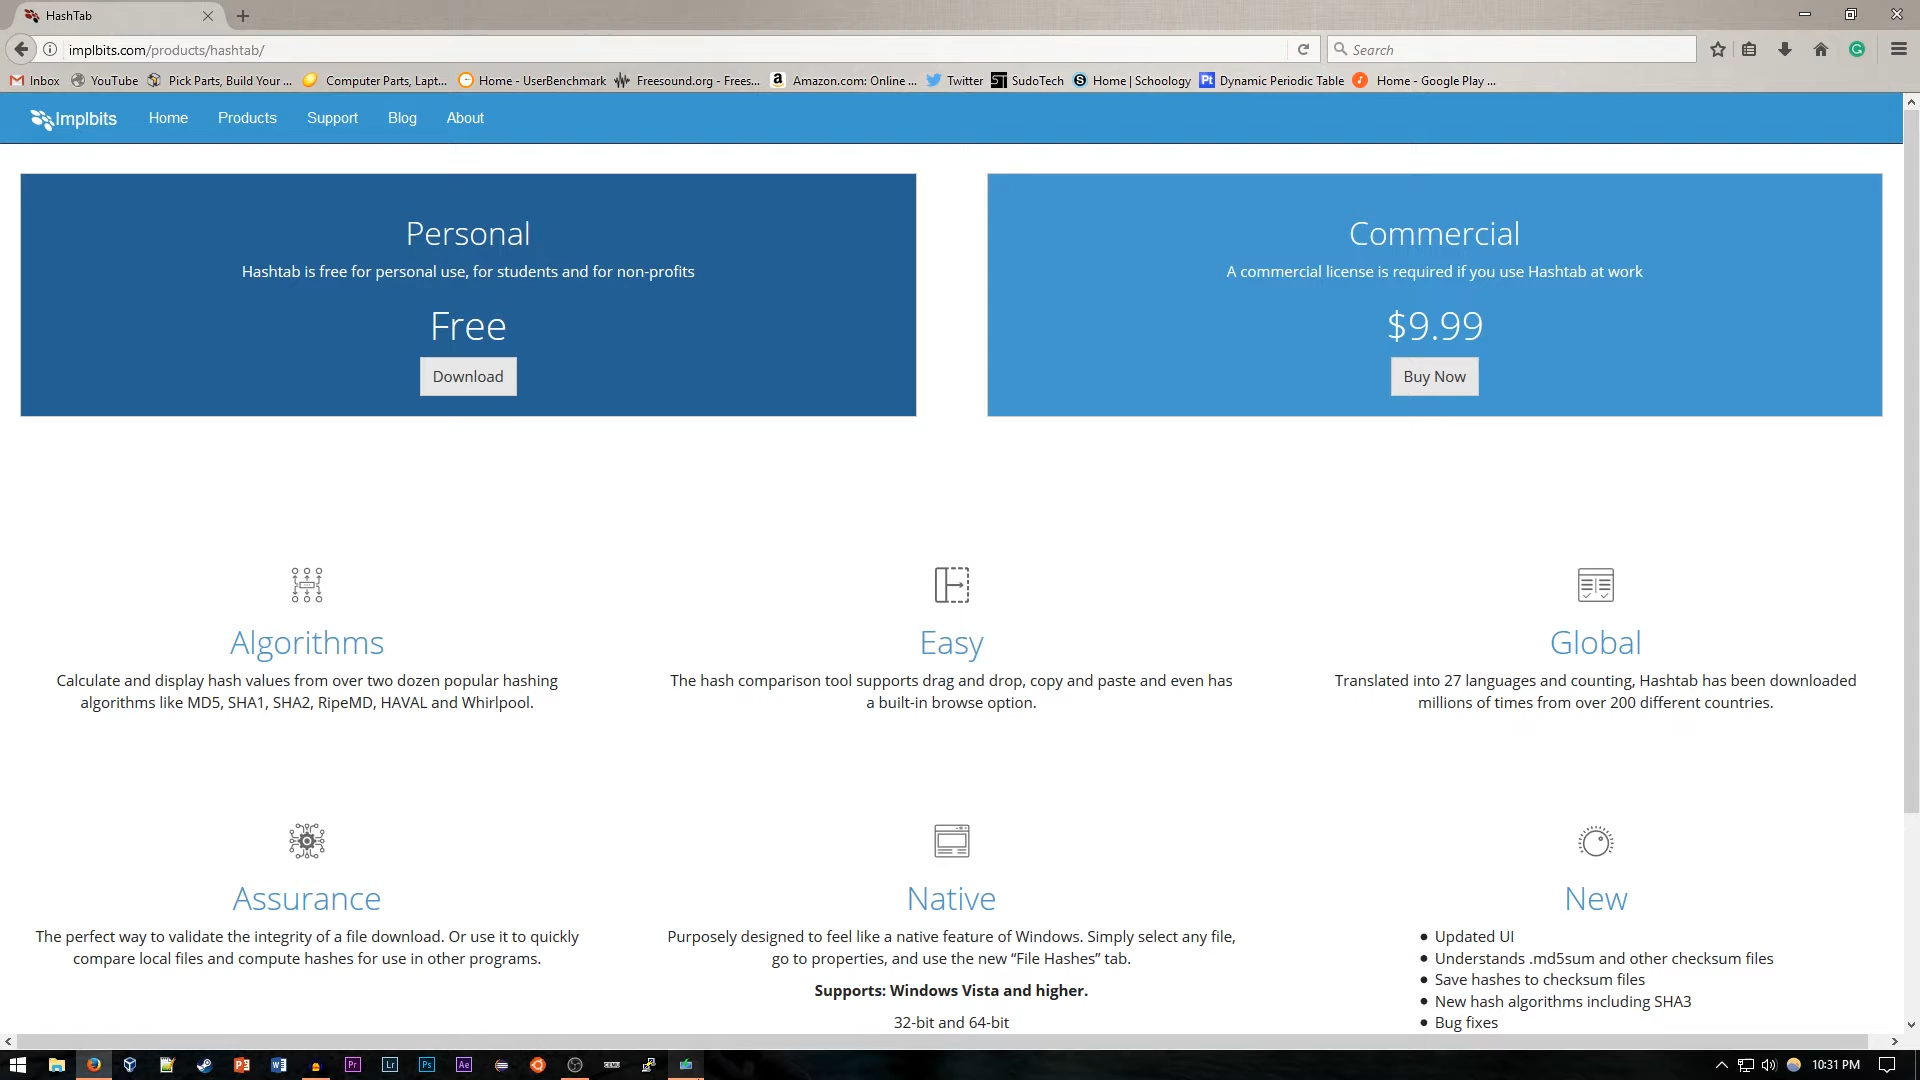 HashTab
implbits.com/products/hashtab/
Search
Inbox
YouTube
Pick Parts, Build Your ...
Computer Parts, Lapt...
Home - UserBenchmark
Freesound.org - Frees...
a
Amazon.com: Online ...
Twitter
ST
SudoTech
S
Home | Schoology
Pt
Dynamic Periodic Table
Home - Google Play ...
Implbits
Home
Products
Support
Blog
About
Personal
Hashtab is free for personal use, for students and for non-profits
Free
Download
Commercial
A commercial license is required if you use Hashtab at work
$9.99
Buy Now
Algorithms
Calculate and display hash values from over two dozen popular hashing
algorithms like MD5, SHA1, SHA2, RipeMD, HAVAL and Whirlpool.
Easy
The hash comparison tool supports drag and drop, copy and paste and even has
a built-in browse option.
Global
Translated into 27 languages and counting, Hashtab has been downloaded
millions of times from over 200 different countries.
Assurance
The perfect way to validate the integrity of a file download. Or use it to quickly
compare local files and compute hashes for use in other programs.
Native
Purposely designed to feel like a native feature of Windows. Simply select any file,
go to properties, and use the new “File Hashes” tab.
Supports: Windows Vista and higher.
32-bit and 64-bit
New
Updated UI
Understands .md5sum and other checksum files
Save hashes to checksum files
New hash algorithms including SHA3
Bug fixes
Pr
Lr
Ps
Ae
10:31 PM